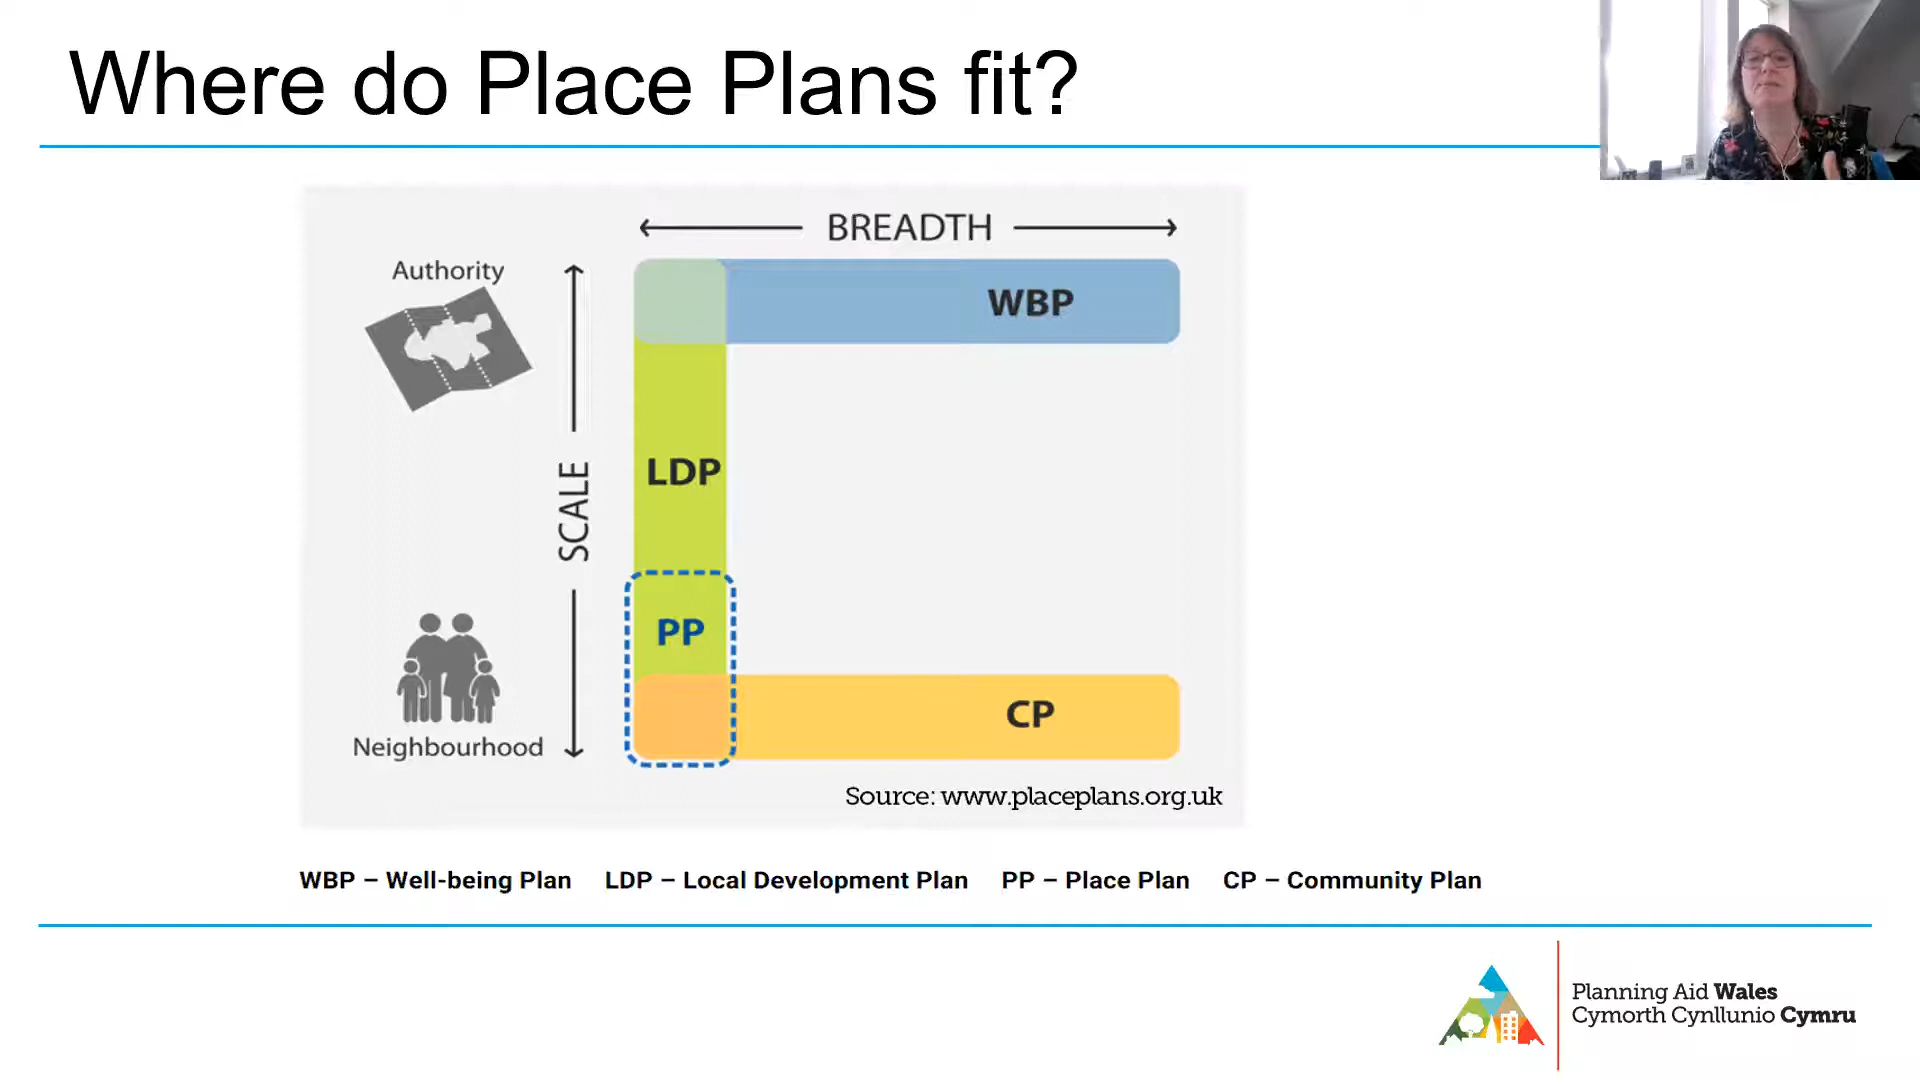 Where do Place Plans fit?
BREADTH
Authority
WBP
LDP
SCALE
PP
CP
Neighbourhood
Source: www.placeplans.org.uk
WBP – Well-being Plan LDP – Local Development Plan PP – Place Plan CP – Community Plan
Planning Aid Wales
Cymorth Cynllunio Cymru